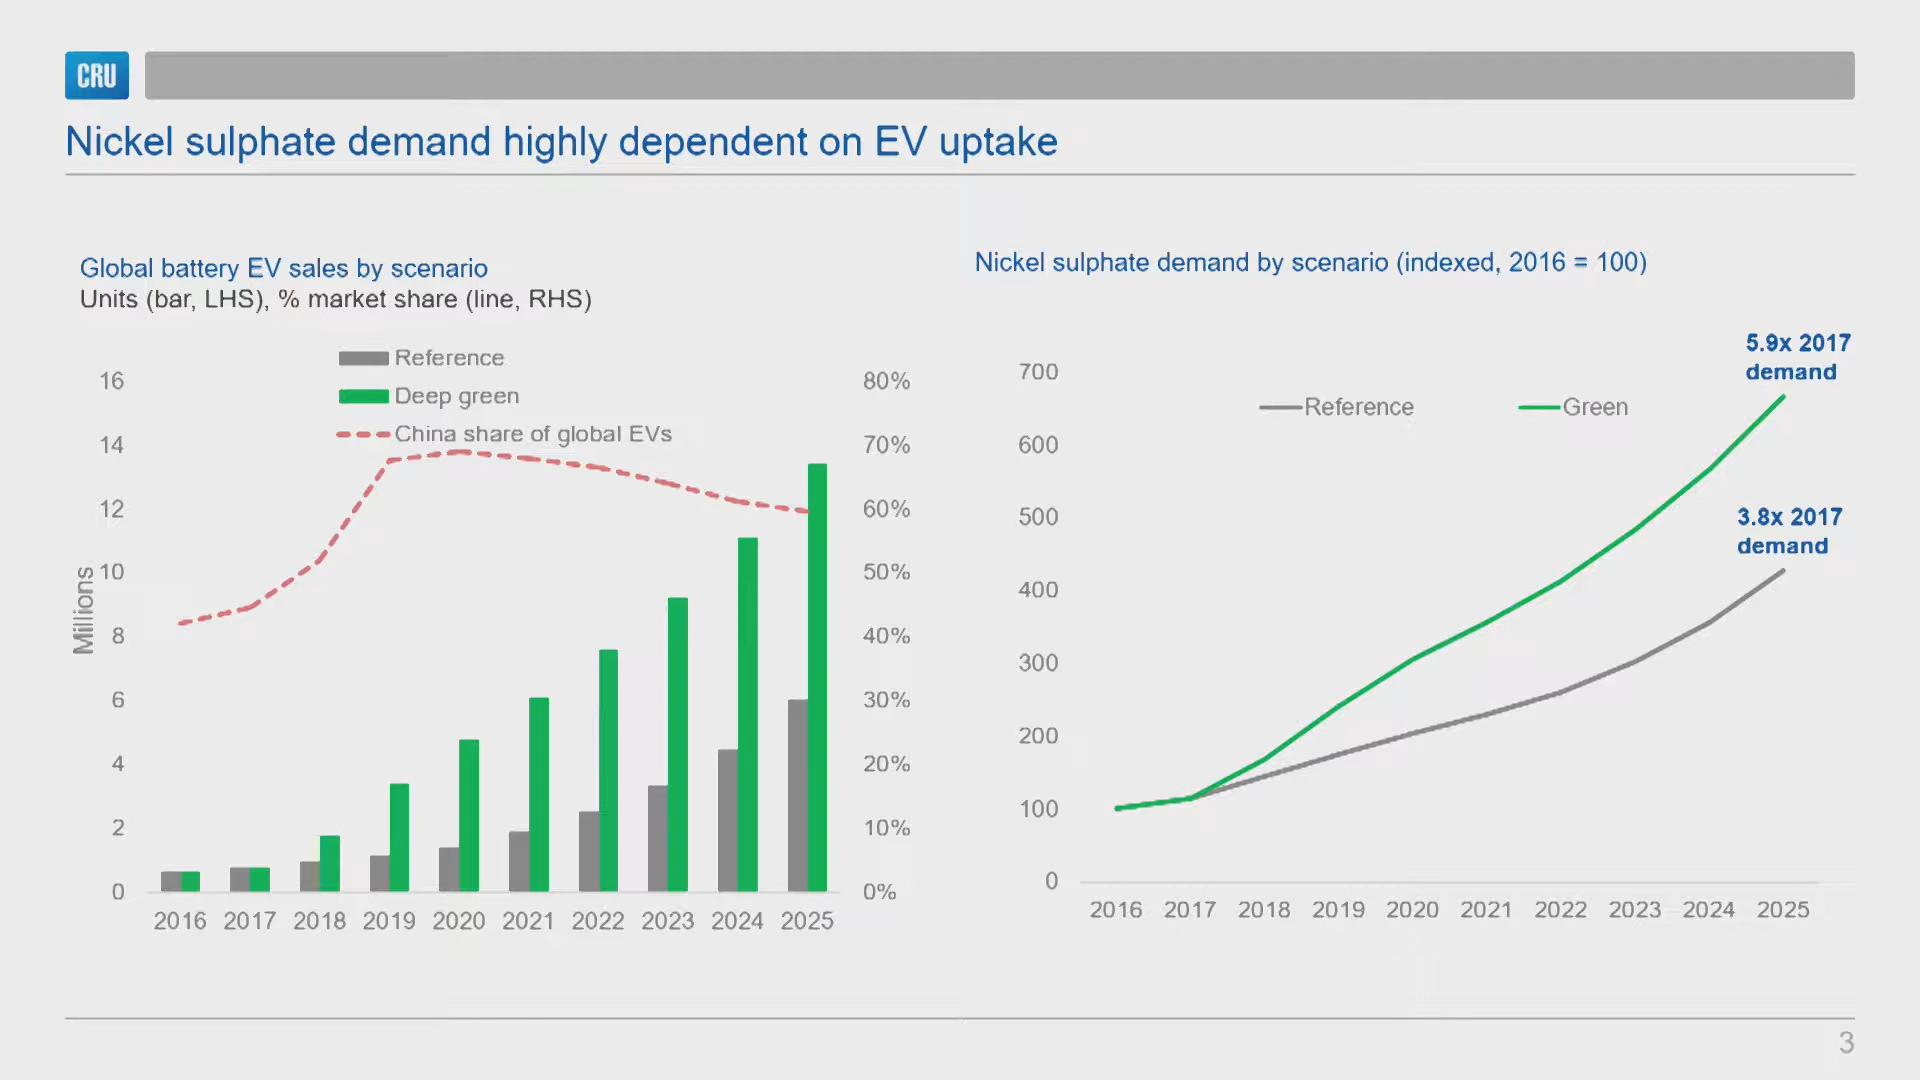 CRU
Nickel sulphate demand highly dependent on EV uptake
Global battery EV sales by scenario
Units (bar, LHS), % market share (line, RHS)
Reference
Deep green
China share of global EVs
Millions
16
14
12
10
8
6
4
2
0
80%
70%
60%
50%
40%
30%
20%
10%
0%
2016 2017 2018 2019 2020 2021 2022 2023 2024 2025
Nickel sulphate demand by scenario (indexed, 2016 = 100)
Reference
Green
5.9x 2017
demand
3.8x 2017
demand
700
600
500
400
300
200
100
0
2016 2017 2018 2019 2020 2021 2022 2023 2024 2025
3